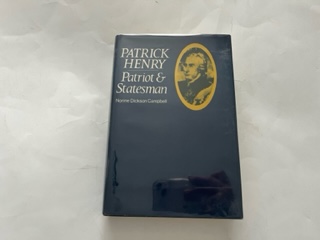 PATRICK
HENRY
Patriot &
Statesman
Norine Dickson Campbell